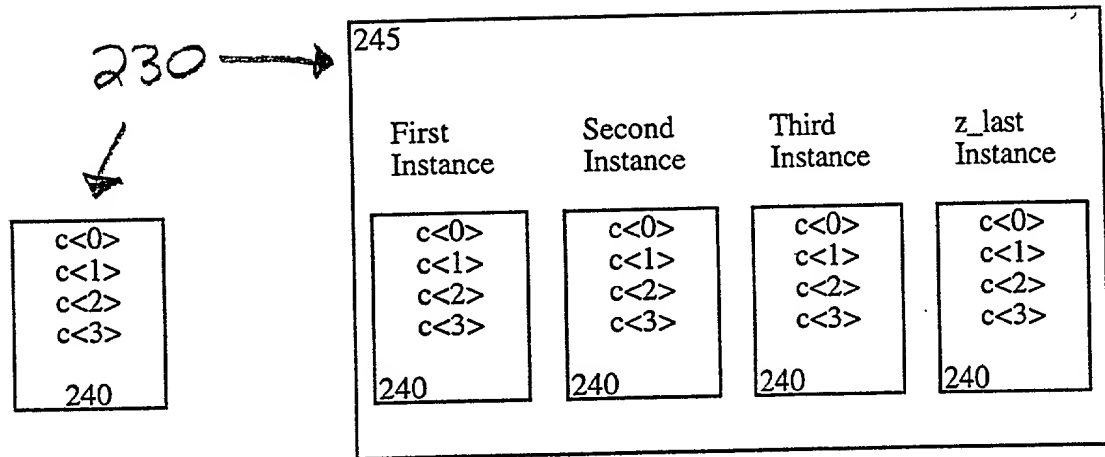 230
245
First Instance
Second Instance
Third Instance
z_last Instance
c<0>
c<1>
c<2>
c<3>
240
c<0>
c<1>
c<2>
c<3>
240
c<0>
c<1>
c<2>
c<3>
240
c<0>
c<1>
c<2>
c<3>
240
c<0>
c<1>
c<2>
c<3>
240